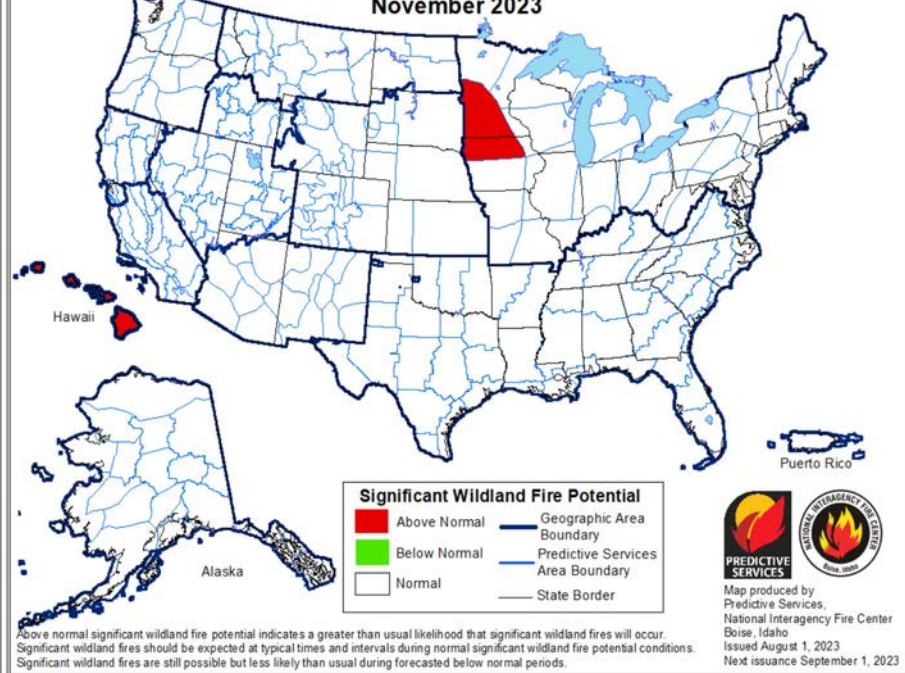 November 2023
Hawaii
Alaska
Puerto Rico
Significant Wildland Fire Potential
Above Normal
Below Normal
Normal
Geographic Area
Boundary
Predictive Services
Area Boundary
State Border
PREDICTIVE
SERVICES
NATIONAL INTERAGENCY FIRE CENTER
Boise, Idaho
Map produced by
Predictive Services,
National Interagency Fire Center
Boise, Idaho
Issued August 1, 2023
Next issuance September 1, 2023
Above normal significant wildland fire potential indicates a greater than usual likelihood that significant wildland fires will occur.
Significant wildland fires should be expected at typical times and intervals during normal significant wildland fire potential conditions.
Significant wildland fires are still possible but less likely than usual during forecasted below normal periods.